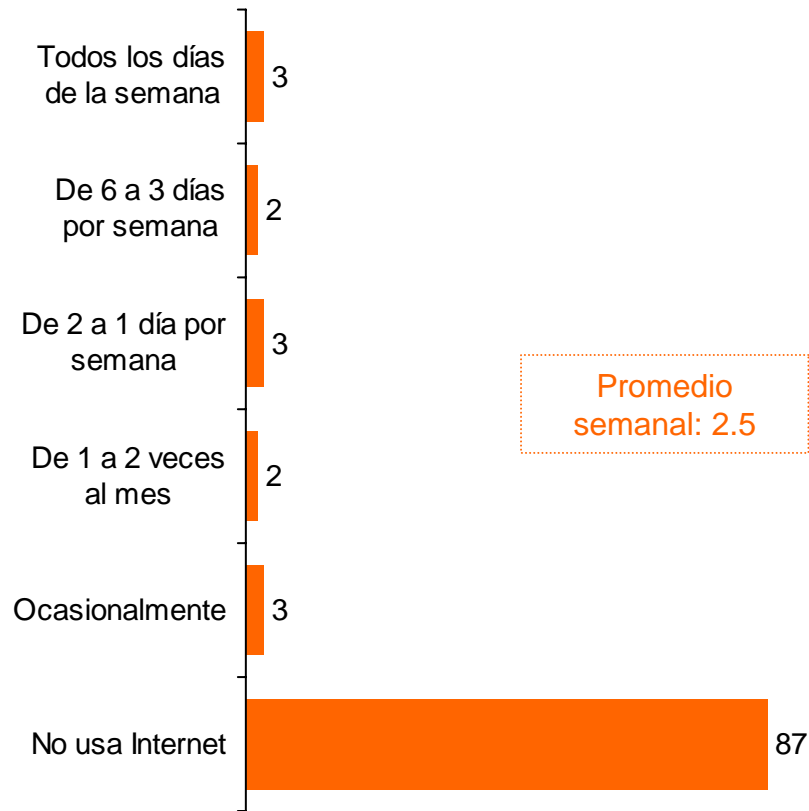 Todos los días
de la semana
3
De 6 a 3 días
por semana
2
De 2 a 1 día por
semana
3
Promedio
semanal: 2.5
De 1 a 2 veces
al mes
2
Ocasionalmente
3
No usa Internet
87